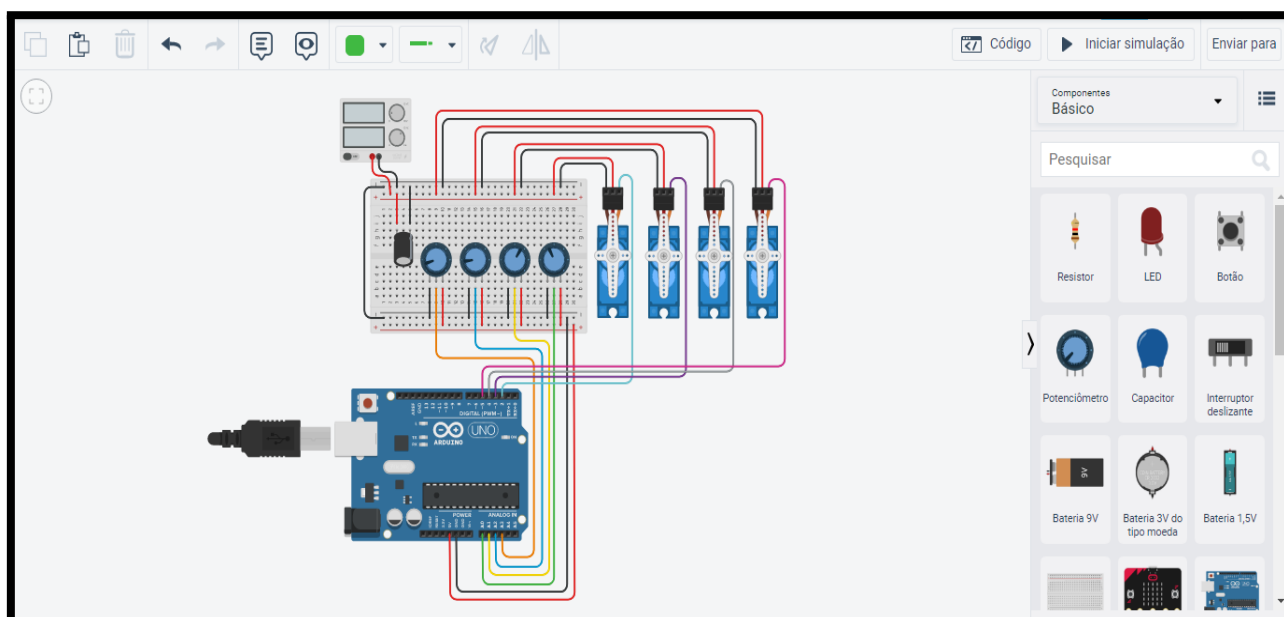 Código
Iniciar simulação
Enviar para
Componentes
Básico
Pesquisar
Resistor
LED
Botão
Potenciômetro
Capacitor
Interruptor
deslizante
9V
Bateria 9V
Bateria 3V do
tipo moeda
Bateria 1,5V
DIGITAL (PWM~)
UNO
ARDUINO
POWER
ANALOG IN